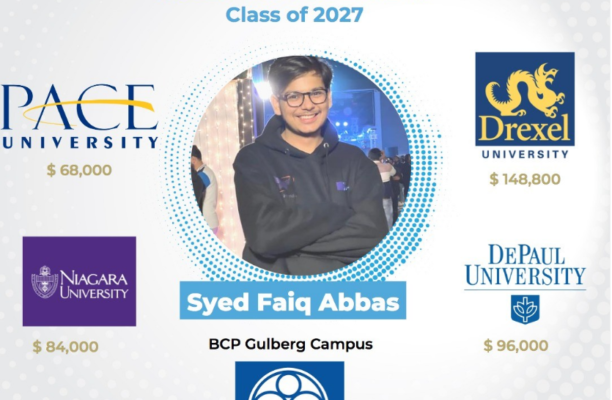 Class of 2027
PACE
UNIVERSITY
$ 68,000
Drexel
UNIVERSITY
$ 148,800
NIAGARA
UNIVERSITY
$ 84,000
DEPAUL
UNIVERSITY
$ 96,000
Syed Faiq Abbas
BCP Gulberg Campus